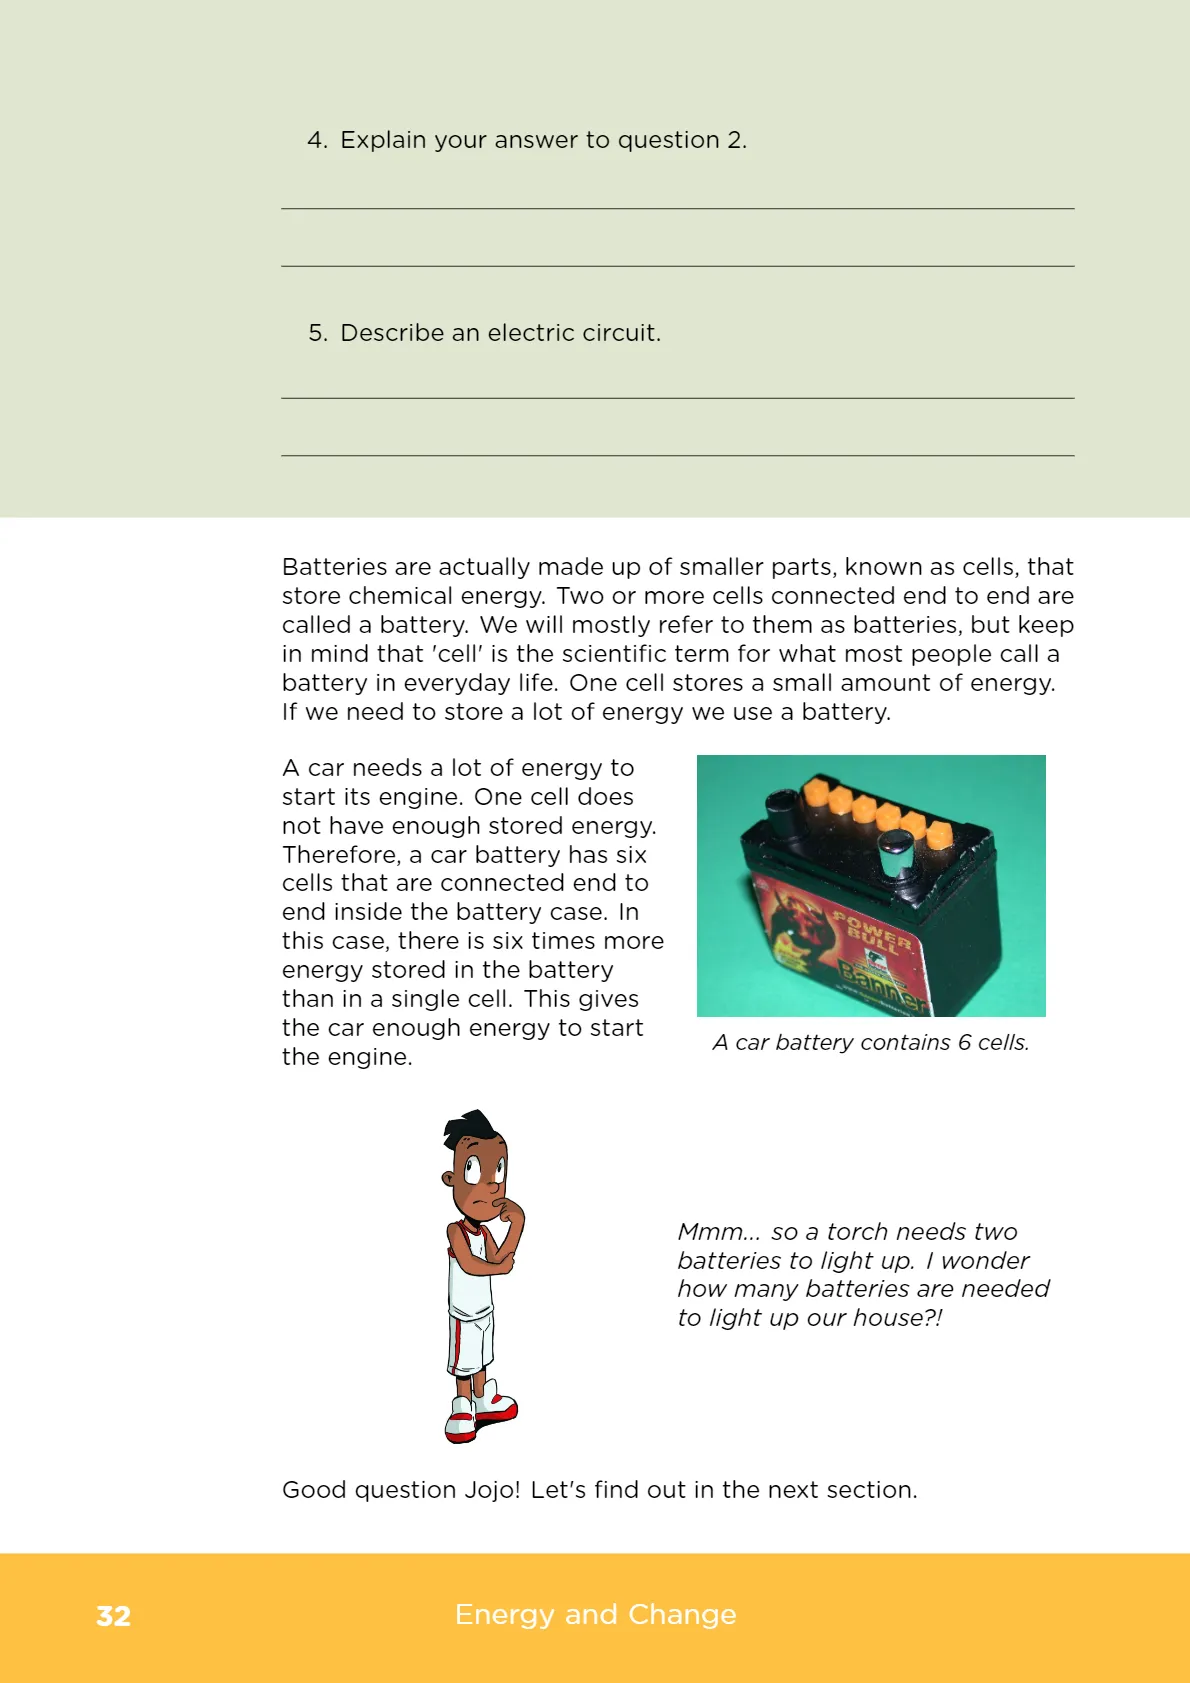 4. Explain your answer to question 2.
5. Describe an electric circuit.
Batteries are actually made up of smaller parts, known as cells, that
store chemical energy. Two or more cells connected end to end are
called a battery. We will mostly refer to them as batteries, but keep
in mind that 'cell' is the scientific term for what most people call a
battery in everyday life. One cell stores a small amount of energy.
If we need to store a lot of energy we use a battery.
A car needs a lot of energy to
start its engine. One cell does
not have enough stored energy.
Therefore, a car battery has six
cells that are connected end to
end inside the battery case. In
this case, there is six times more
energy stored in the battery
than in a single cell. This gives
the car enough energy to start
the engine.
POWER
BULL
Banner
A car battery contains 6 cells.
Mmm... so a torch needs two
batteries to light up. I wonder
how many batteries are needed
to light up our house?!
Good question Jojo! Let's find out in the next section.
32
Energy and Change